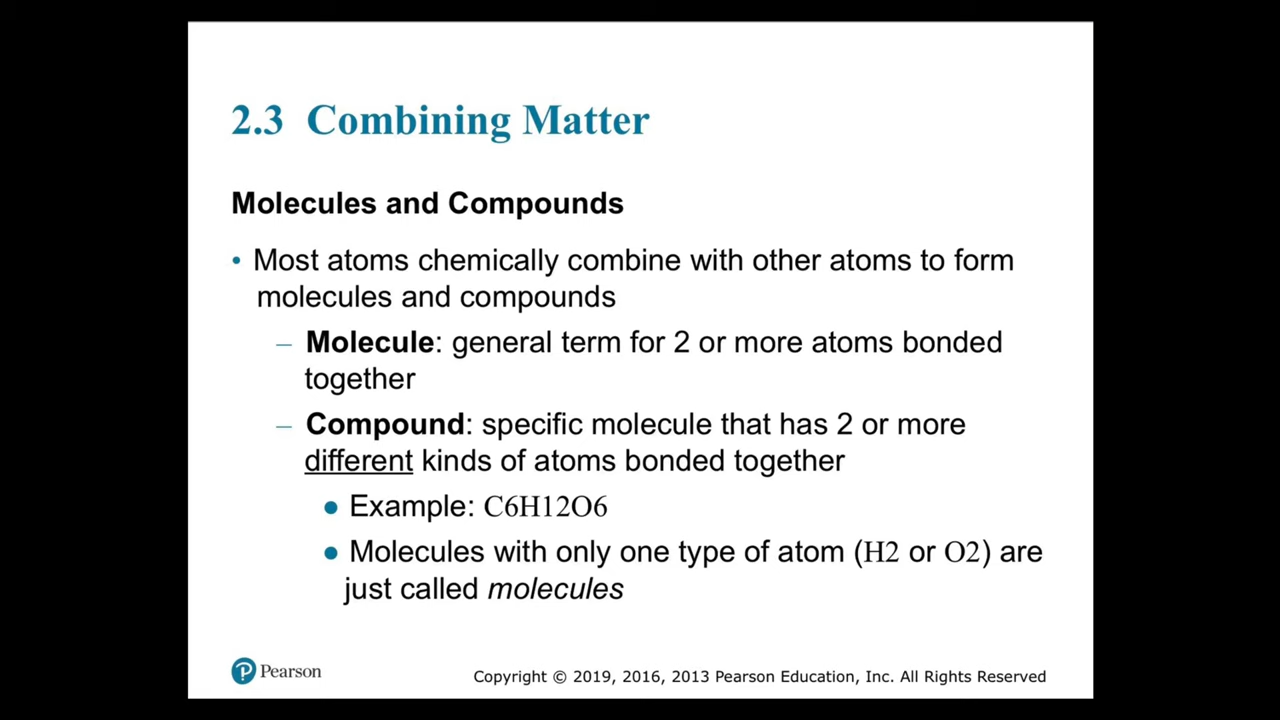 2.3 Combining Matter
Molecules and Compounds
• Most atoms chemically combine with other atoms to form
molecules and compounds
– Molecule: general term for 2 or more atoms bonded
together
– Compound: specific molecule that has 2 or more
different kinds of atoms bonded together
● Example: C6H12O6
● Molecules with only one type of atom (H2 or O2) are
just called molecules
P Pearson
Copyright © 2019, 2016, 2013 Pearson Education, Inc. All Rights Reserved